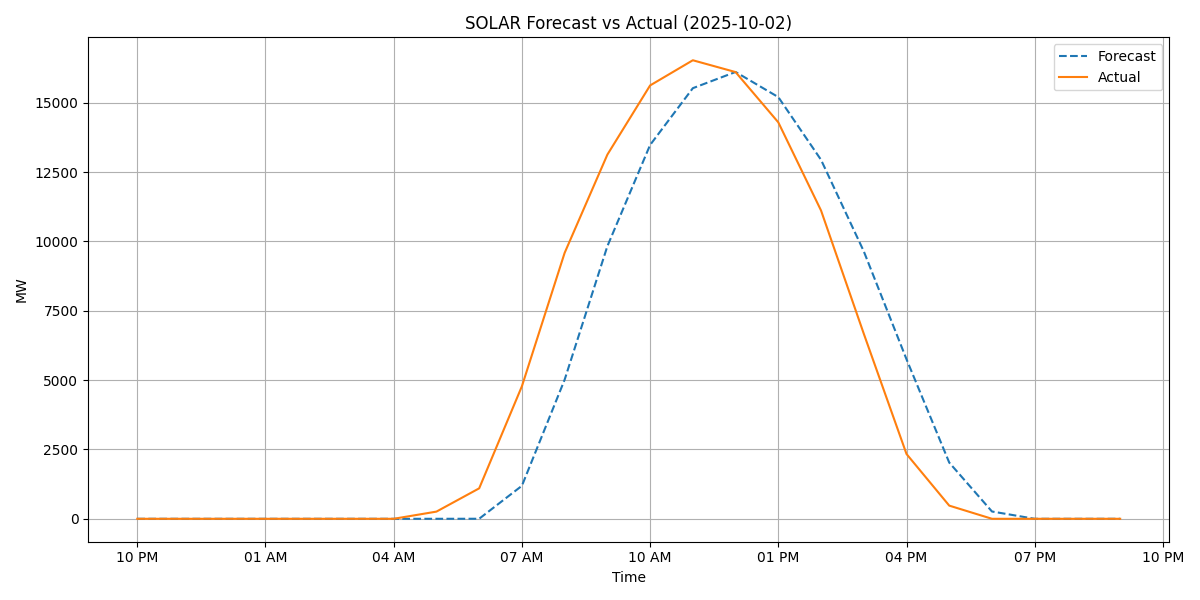 SOLAR Forecast vs Actual (2025-10-02)
Forecast
Actual
MW
15000
12500
10000
7500
5000
2500
0
10 PM 01 AM 04 AM 07 AM 10 AM 01 PM 04 PM 07 PM 10 PM
Time